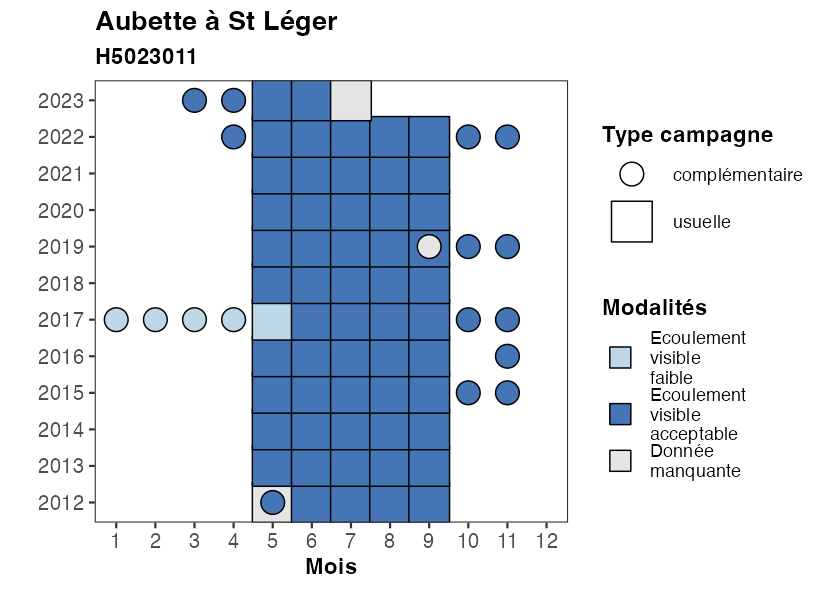 Aubette à St Léger
H5023011
2023
2022
2021
2020
2019
2018
2017
2016
2015
2014
2013
2012
1 2 3 4 5 6 7 8 9 10 11 12
Mois
Type campagne
complémentaire
usuelle
Modalités
Ecoulement
visible
faible
Ecoulement
visible
acceptable
Donnée
manquante